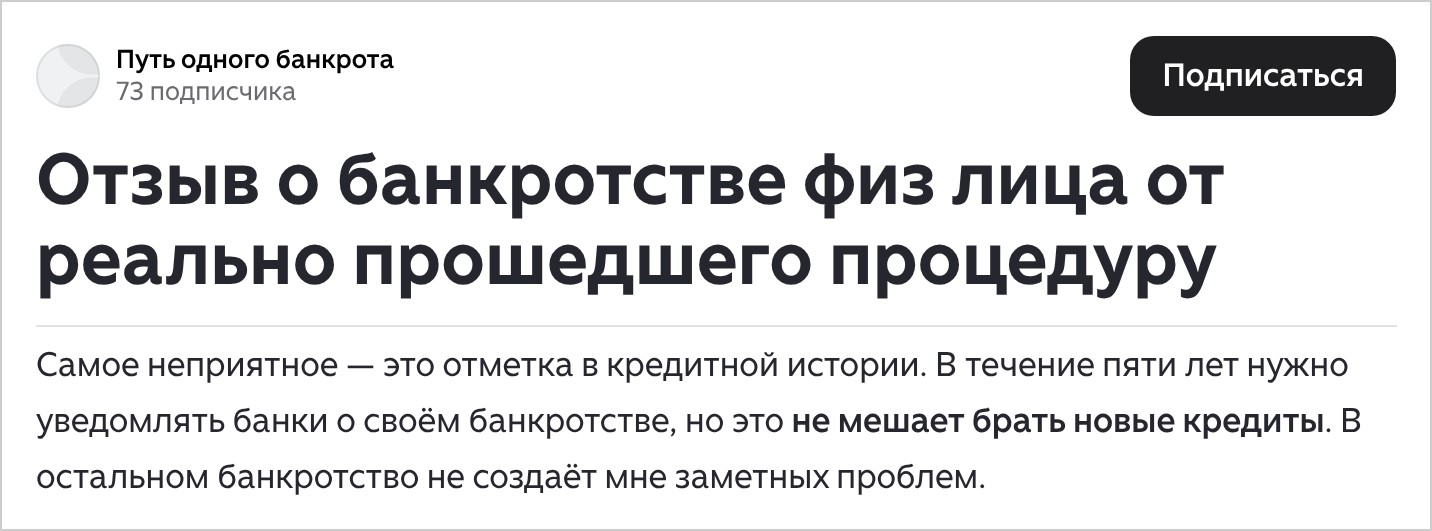 Путь одного банкрота
73 подписчика
Подписаться
Отзыв о банкротстве физ лица от
реально прошедшего процедуру
Самое неприятное — это отметка в кредитной истории. В течение пяти лет нужно
уведомлять банки о своём банкротстве, но это не мешает брать новые кредиты. В
остальном банкротство не создаёт мне заметных проблем.